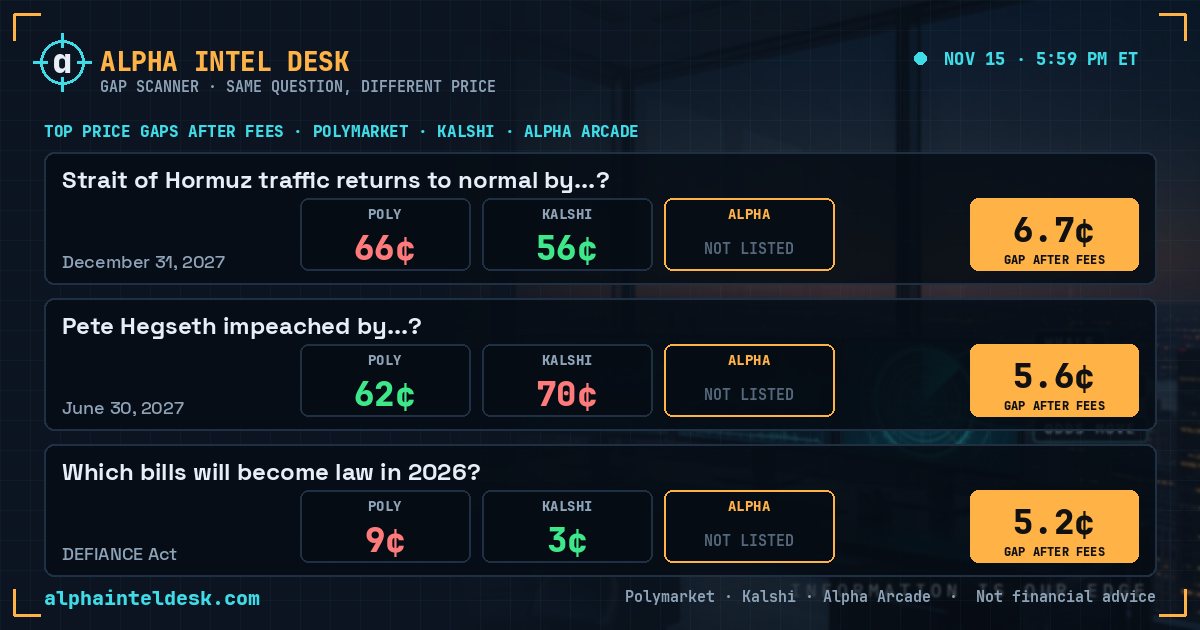 α
ALPHA INTEL DESK
NOV 15 · 5:59 PM ET
GAP SCANNER · SAME QUESTION, DIFFERENT PRICE
TOP PRICE GAPS AFTER FEES · POLYMARKET · KALSHI · ALPHA ARCADE
Strait of Hormuz traffic returns to normal by...?
POLY
66¢
KALSHI
56¢
ALPHA
NOT LISTED
6.7¢
GAP AFTER FEES
December 31, 2027
Pete Hegseth impeached by...?
POLY
62¢
KALSHI
70¢
ALPHA
NOT LISTED
5.6¢
GAP AFTER FEES
June 30, 2027
Which bills will become law in 2026?
POLY
9¢
KALSHI
3¢
ALPHA
NOT LISTED
5.2¢
GAP AFTER FEES
DEFIANCE Act
INFORMATION IS OUR EDGE
alphainteldesk.com
Polymarket · Kalshi · Alpha Arcade · Not financial advice